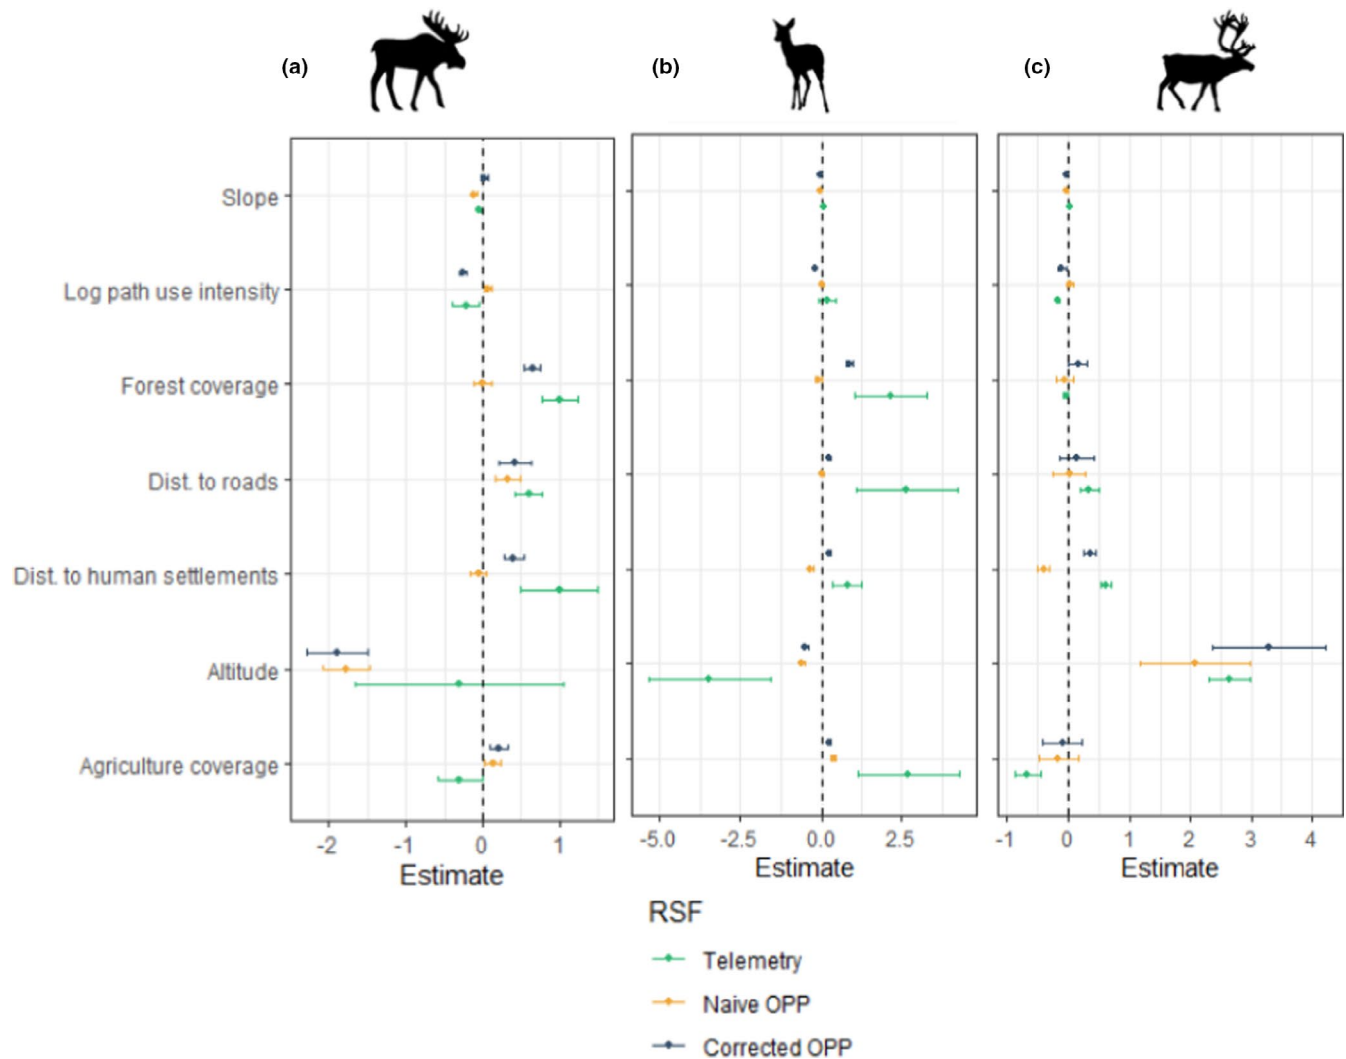 (a)
(b)
(c)
Slope
Log path use intensity
Forest coverage
Dist. to roads
Dist. to human settlements
Altitude
Agriculture coverage
-2 -1 0 1
-5.0 -2.5 0.0 2.5
-1 0 1 2 3 4
Estimate
Estimate
Estimate
RSF
Telemetry
Naive OPP
Corrected OPP